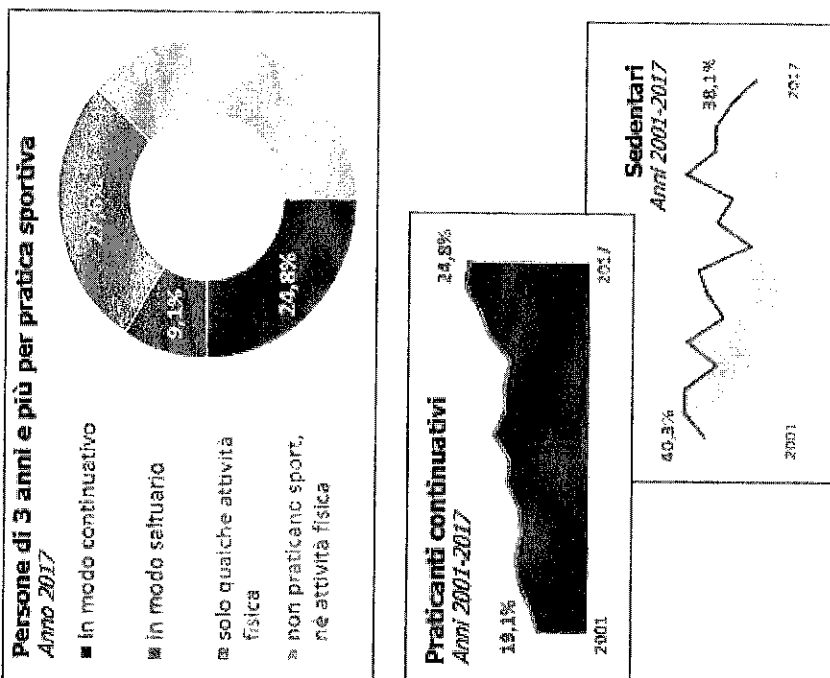 Persone di 3 anni e più per pratica sportiva
Anno 2017
in modo continuativo
in modo saltuario
solo qualche attività
fisica
non praticano sport,
né attività fisica
24,8%
9,1%
Praticanti continuativi
Anni 2001-2017
19,1%
24,8%
2001
2017
Sedentari
Anni 2001-2017
40,3%
38,1%
2001
2017